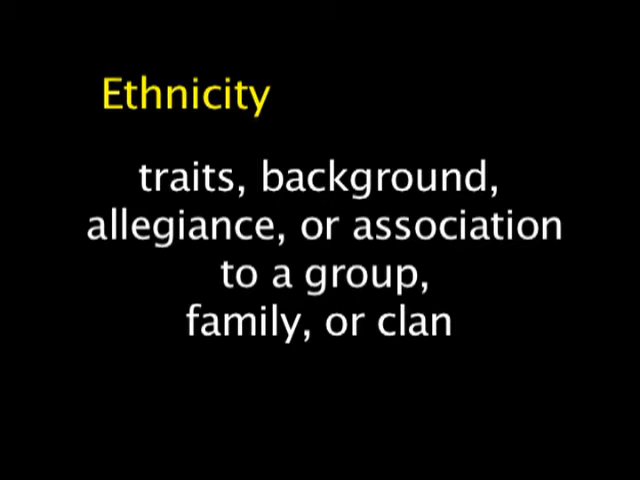 Ethnicity
traits, background,
allegiance, or association
to a group,
family, or clan